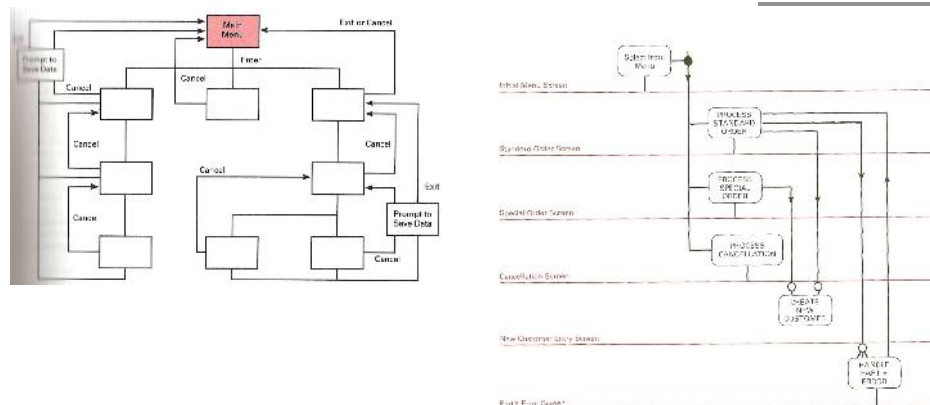 Main
Menu
Exit or Cancel
Prompt to
Save Data
Enter
Cancel
Cancel
Cancel
Cancel
Cancel
Exit
Cancel
Prompt to
Save Data
Cancel
Select from
Menu
Initial Menu Screen
PROCESS
STANDARD
ORDER
Standard Order Screen
PROCESS
SPECIAL
ORDER
Special Order Screen
PROCESS
CANCELLATION
Cancellation Screen
CREATE
NEW
CUSTOMER
New Customer Entry Screen
HANDLE
ERROR